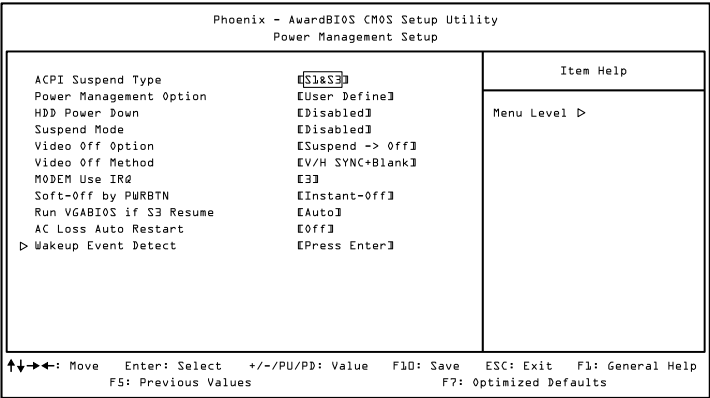 Phoenix - AwardBIOS CMOS Setup Utility
Power Management Setup
ACPI Suspend Type [S1&S3]
Power Management Option [User Define]
HDD Power Down [Disabled]
Suspend Mode [Disabled]
Video Off Option [Suspend -> Off]
Video Off Method [V/H SYNC+Blank]
MODEM Use IRQ [3]
Soft-Off by PWRBTN [Instant-Off]
Run VGABIOS if S3 Resume [Auto]
AC Loss Auto Restart [Off]
▷ Wakeup Event Detect [Press Enter]
Item Help
Menu Level ▷
↑↓→←: Move Enter: Select +/-/PU/PD: Value F10: Save ESC: Exit F1: General Help
F5: Previous Values F7: Optimized Defaults